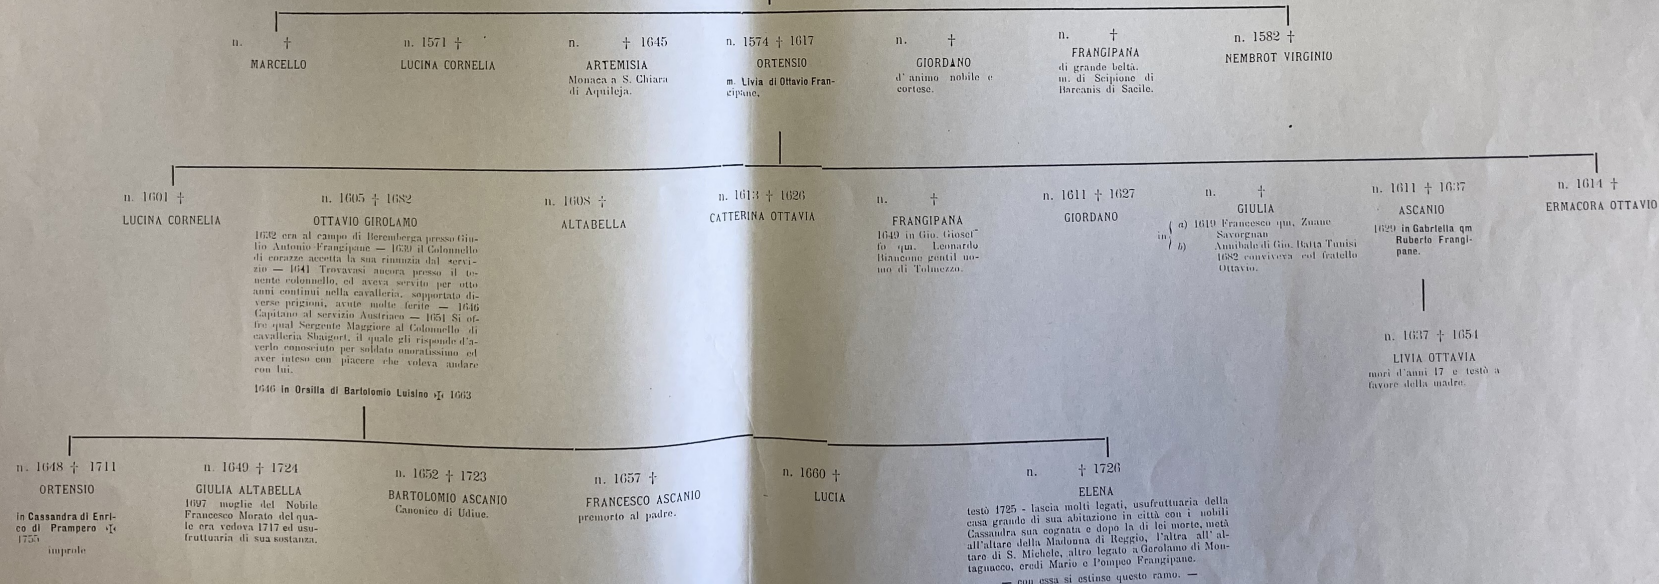 n. †
MARCELLO
n. 1571 †
LUCINA CORNELIA
n. † 1645
ARTEMISIA
Monaca a S. Chiara
di Aquileja.
n. 1574 † 1617
ORTENSIO
m. Livia di Ottavio Fran-
cipane.
n. †
GIORDANO
d'animo nobile e
cortese.
n. †
FRANGIPANA
di grande beltà.
m. di Scipione di
Barcanis di Sacile.
n. 1582 †
NEMBROT VIRGINIO
n. 1601 †
LUCINA CORNELIA
n. 1605 † 1682
OTTAVIO GIROLAMO
1632 era al campo di Beremberga presso Giu-
lio Antonio Frangipane — 1639 il Colonnello
di corazze accetta la sua rinunzia dal servi-
zio — 1641 Trovavasi ancora presso il te-
nente colonnello, ed aveva servito per otto
anni continui nella cavalleria, sopportato di-
verse prigioni, avute molte ferite — 1646
Capitano al servizio Austriaco — 1651 Si of-
fre qual Sergente Maggiore al Colonnello di
cavalleria il quale gli risponde d'a-
verlo conosciuto per soldato onoratissimo ed
aver inteso con piacere che voleva andare
con lui.
1646 in Orsilla di Bartolomio Luisino ✠ 1663
n. 1608 †
ALTABELLA
n. 1613 † 1626
CATTERINA OTTAVIA
n. †
FRANGIPANA
1649 in Gio. Giosef-
fo qm. Leonardo
Biancone gentil uo-
mo di Tolmezzo.
n. 1611 † 1627
GIORDANO
n. †
GIULIA
in a) 1619 Francesco qm. Zuane
Savorgnan
b) Annibale di Gio. Batta Tunisi
1682 conviveva col fratello
Ottavio.
n. 1611 † 1637
ASCANIO
1629 in Gabriella qm
Ruberto Frangi-
pane.
n. 1614 †
ERMACORA OTTAVIO
n. 1637 † 1654
LIVIA OTTAVIA
morì d'anni 17 e testò a
favore della madre.
n. 1648 † 1711
ORTENSIO
in Cassandra di Enri-
co di Prampero ✠
1755
improle
n. 1649 † 1724
GIULIA ALTABELLA
1697 moglie del Nobile
Francesco Morato del qua-
le era vedova 1717 ed usu-
fruttuaria di sua sostanza.
n. 1652 † 1723
BARTOLOMIO ASCANIO
Canonico di Udine.
n. 1657 †
FRANCESCO ASCANIO
premorto al padre.
n. 1660 †
LUCIA
n. † 1726
ELENA
testò 1725 - lascia molti legati, usufruttuaria della
casa grande di sua abitazione in città con i nobili
Cassandra sua cognata e dopo la di lei morte, metà
all'altare della Madonna di Reggio, l'altra all'al-
tare di S. Michele, altro legato a Gerolamo di Mon-
tagnacco, eredi Mario e Pompeo Frangipane.
— con essa si estinse questo ramo. —